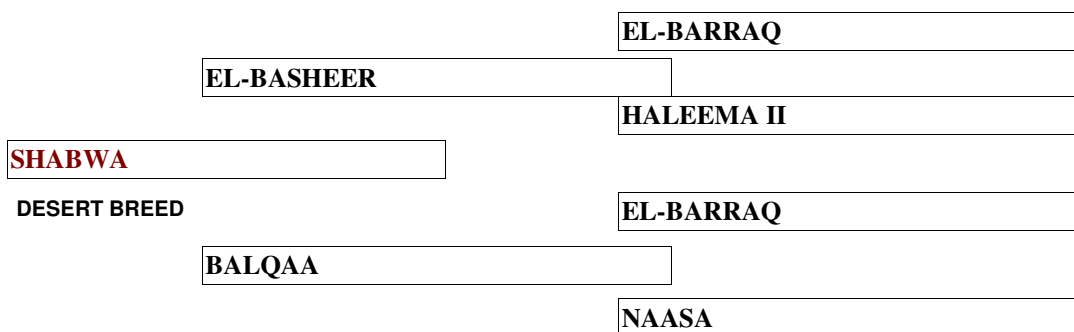 EL-BARRAQ
EL-BASHEER
HALEEMA II
SHABWA
DESERT BREED
EL-BARRAQ
BALQAA
NAASA